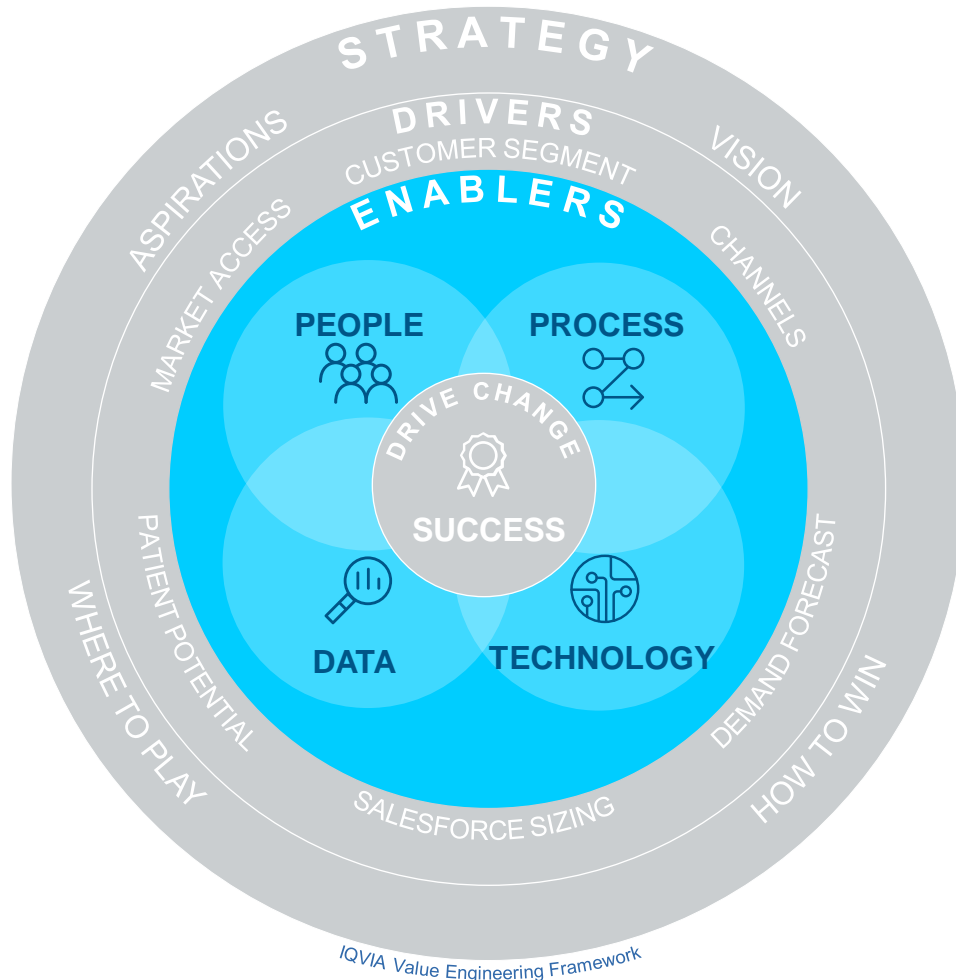 STRATEGY
ASPIRATIONS
VISION
WHERE TO PLAY
HOW TO WIN
DRIVERS
CUSTOMER SEGMENT
MARKET ACCESS
CHANNELS
PATIENT POTENTIAL
DEMAND FORECAST
SALESFORCE SIZING
ENABLERS
PEOPLE
PROCESS
DRIVE CHANGE
SUCCESS
DATA
TECHNOLOGY
IQVIA Value Engineering Framework